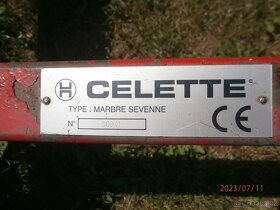 CELETTE
TYPE : MARBRE SEVENNE
N°
CE
2023/07/11